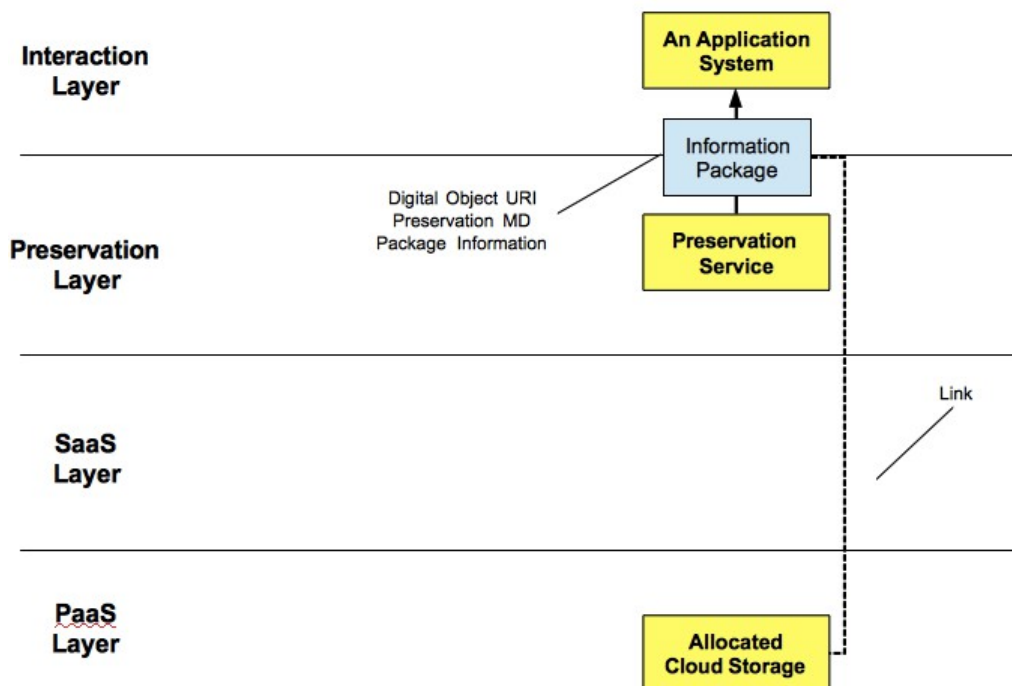 Interaction
Layer
An Application
System
Information
Package
Digital Object URI
Preservation MD
Package Information
Preservation
Layer
Preservation
Service
Link
SaaS
Layer
PaaS
Layer
Allocated
Cloud Storage